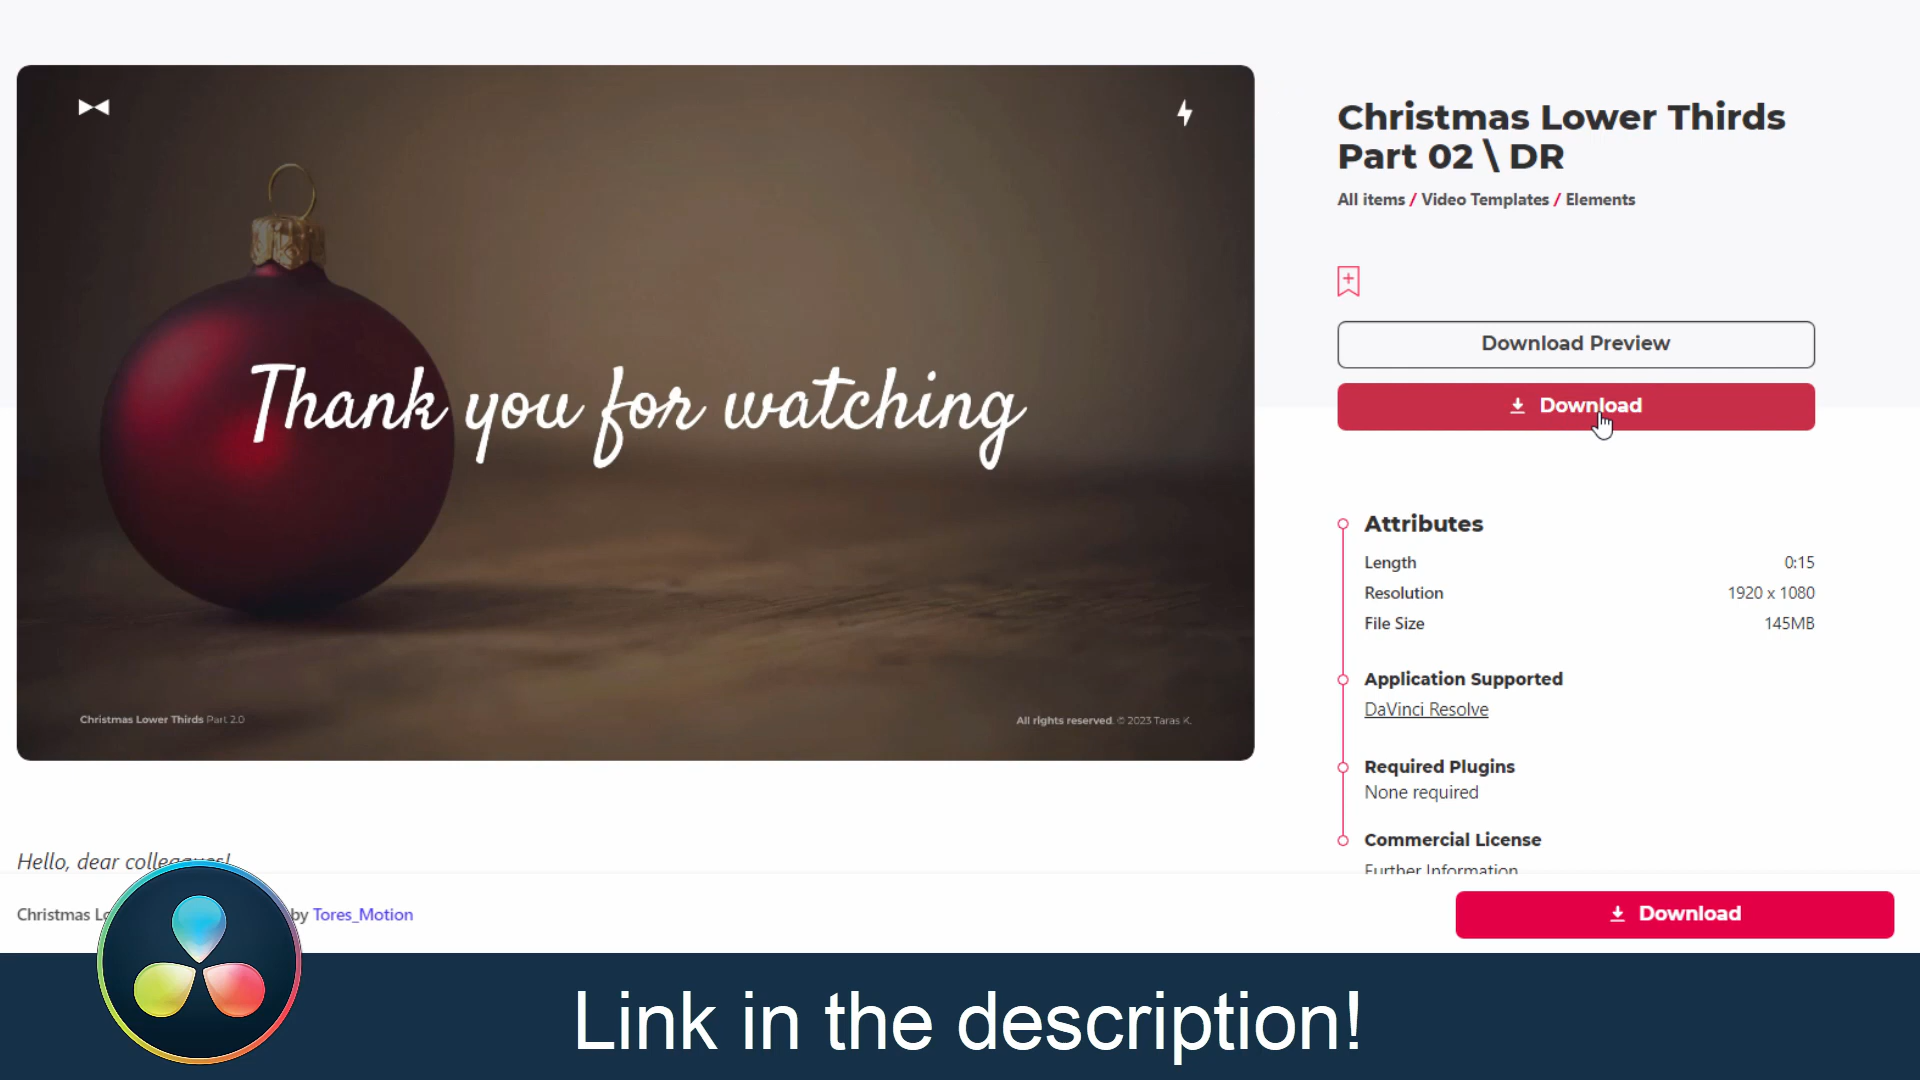 Christmas Lower Thirds
Part 02 \ DR
All items / Video Templates / Elements
Download Preview
Download
Thank you for watching
Christmas Lower Thirds Part 2.0
All rights reserved. © 2023 Taras K.
Attributes
Length 0:15
Resolution 1920 x 1080
File Size 145MB
Application Supported
DaVinci Resolve
Required Plugins
None required
Commercial License
Further Information
Hello, dear colleagues!
Christmas by Tores_Motion
Download
Link in the description!